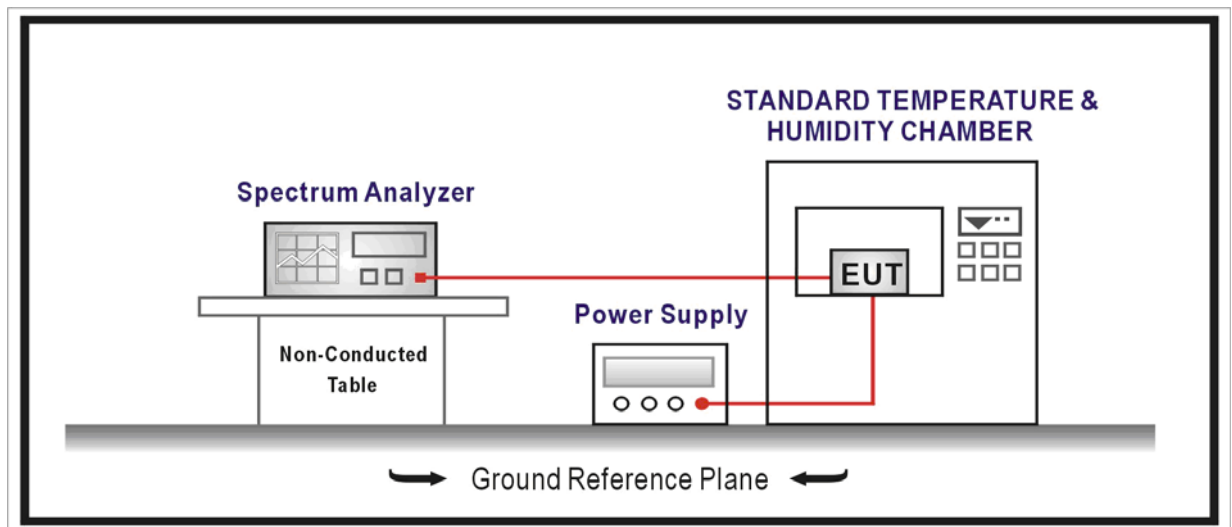 STANDARD TEMPERATURE &
HUMIDITY CHAMBER
Spectrum Analyzer
EUT
Power Supply
Non-Conducted
Table
Ground Reference Plane